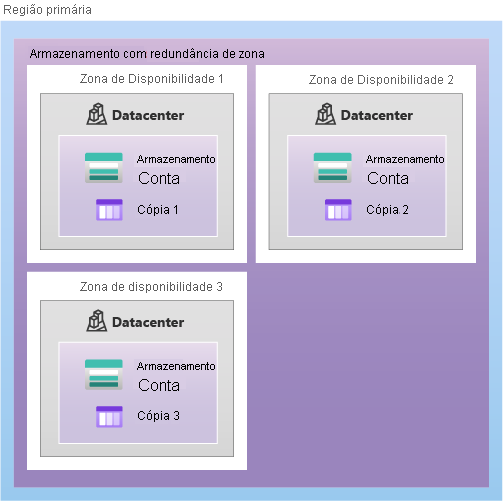 Região primária
Armazenamento com redundância de zona
Zona de Disponibilidade 1
Datacenter
Armazenamento
Conta
Cópia 1
Zona de Disponibilidade 2
Datacenter
Armazenamento
Conta
Cópia 2
Zona de disponibilidade 3
Datacenter
Armazenamento
Conta
Cópia 3